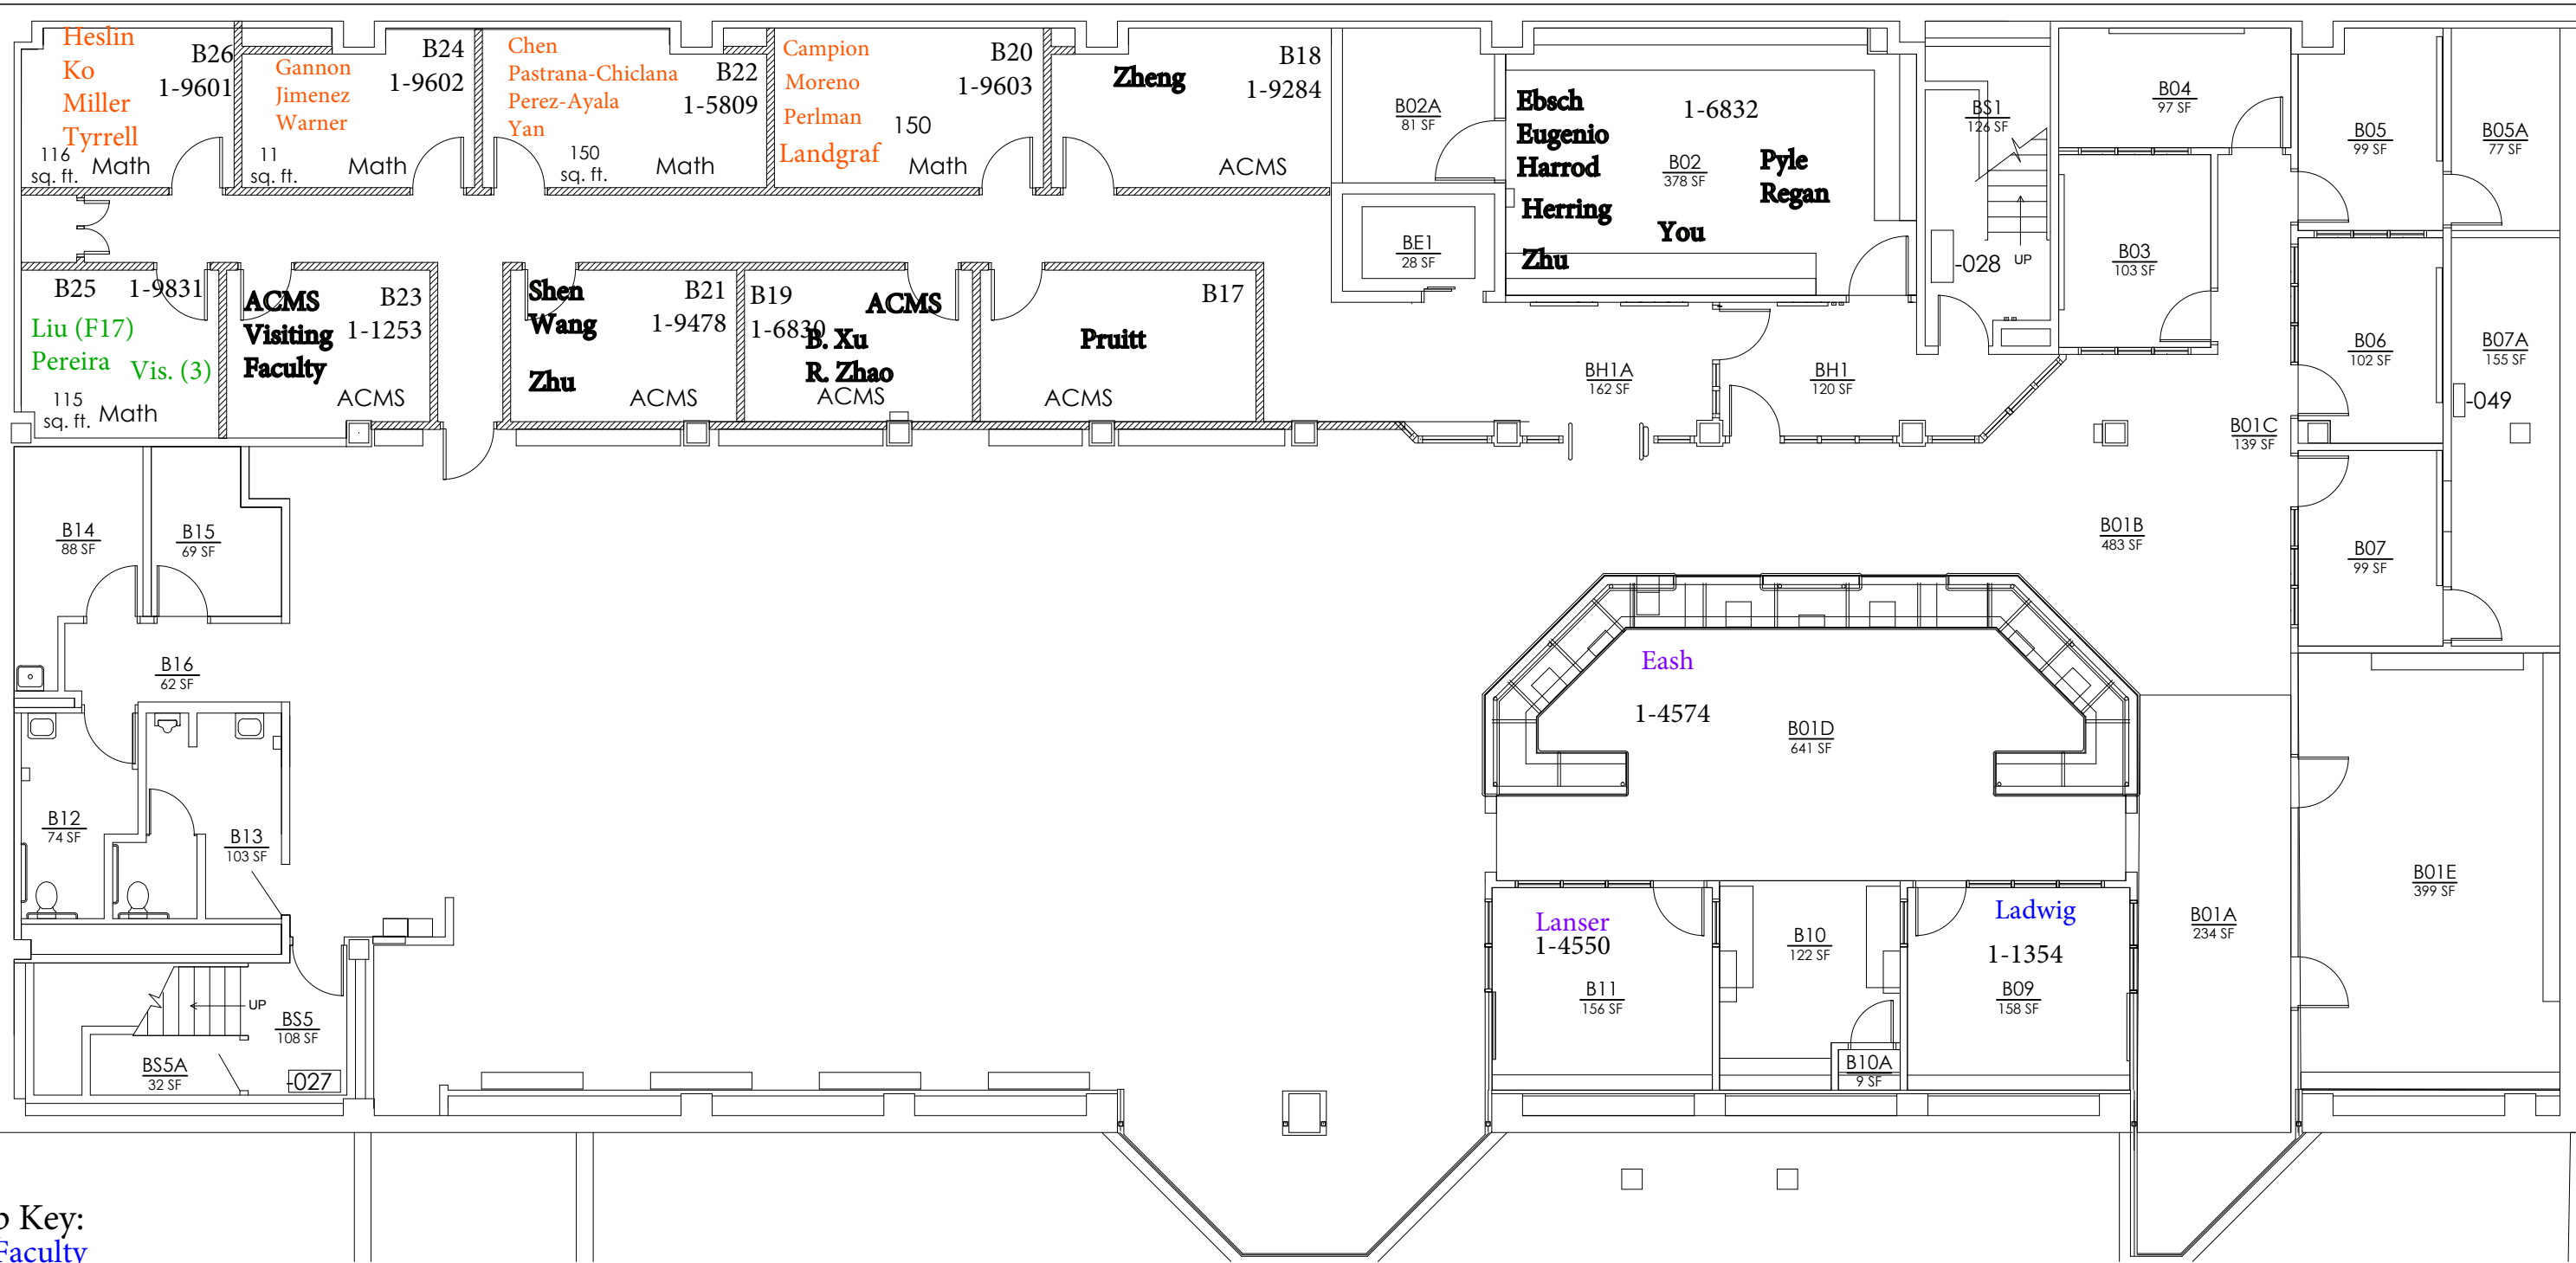 Heslin
Ko
Miller
Tyrrell
B26
1-9601
116
sq. ft.
Math
Gannon
Jimenez
Warner
B24
1-9602
11
sq. ft.
Math
Chen
Pastrana-Chiclana
Perez-Ayala
Yan
B22
1-5809
150
sq. ft.
Math
Campion
Moreno
Perlman
Landgraf
B20
1-9603
150
Math
Zheng
B18
1-9284
ACMS
B02A
81 SF
BE1
28 SF
Ebsch
Eugenio
Harrod
Herring
Zhu
1-6832
B02
378 SF
Pyle
Regan
You
BS1
126 SF
-028
UP
B04
97 SF
B03
103 SF
B05
99 SF
B05A
77 SF
B06
102 SF
B07A
155 SF
-049
B25
1-9831
Liu (F17)
Pereira
Vis. (3)
115
sq. ft.
Math
ACMS
Visiting
Faculty
B23
1-1253
ACMS
Shen
Wang
Zhu
B21
1-9478
ACMS
B19
1-6830
ACMS
B. Xu
R. Zhao
ACMS
B17
Pruitt
ACMS
BH1A
162 SF
BH1
120 SF
B01C
139 SF
B14
88 SF
B15
69 SF
B01B
483 SF
B07
99 SF
B16
62 SF
Eash
1-4574
B01D
641 SF
B12
74 SF
B13
103 SF
B01E
399 SF
B01A
234 SF
Lanser
1-4550
B11
156 SF
B10
122 SF
Ladwig
1-1354
B09
158 SF
B10A
9 SF
UP
BS5
108 SF
BS5A
32 SF
-027
Key:
Faculty